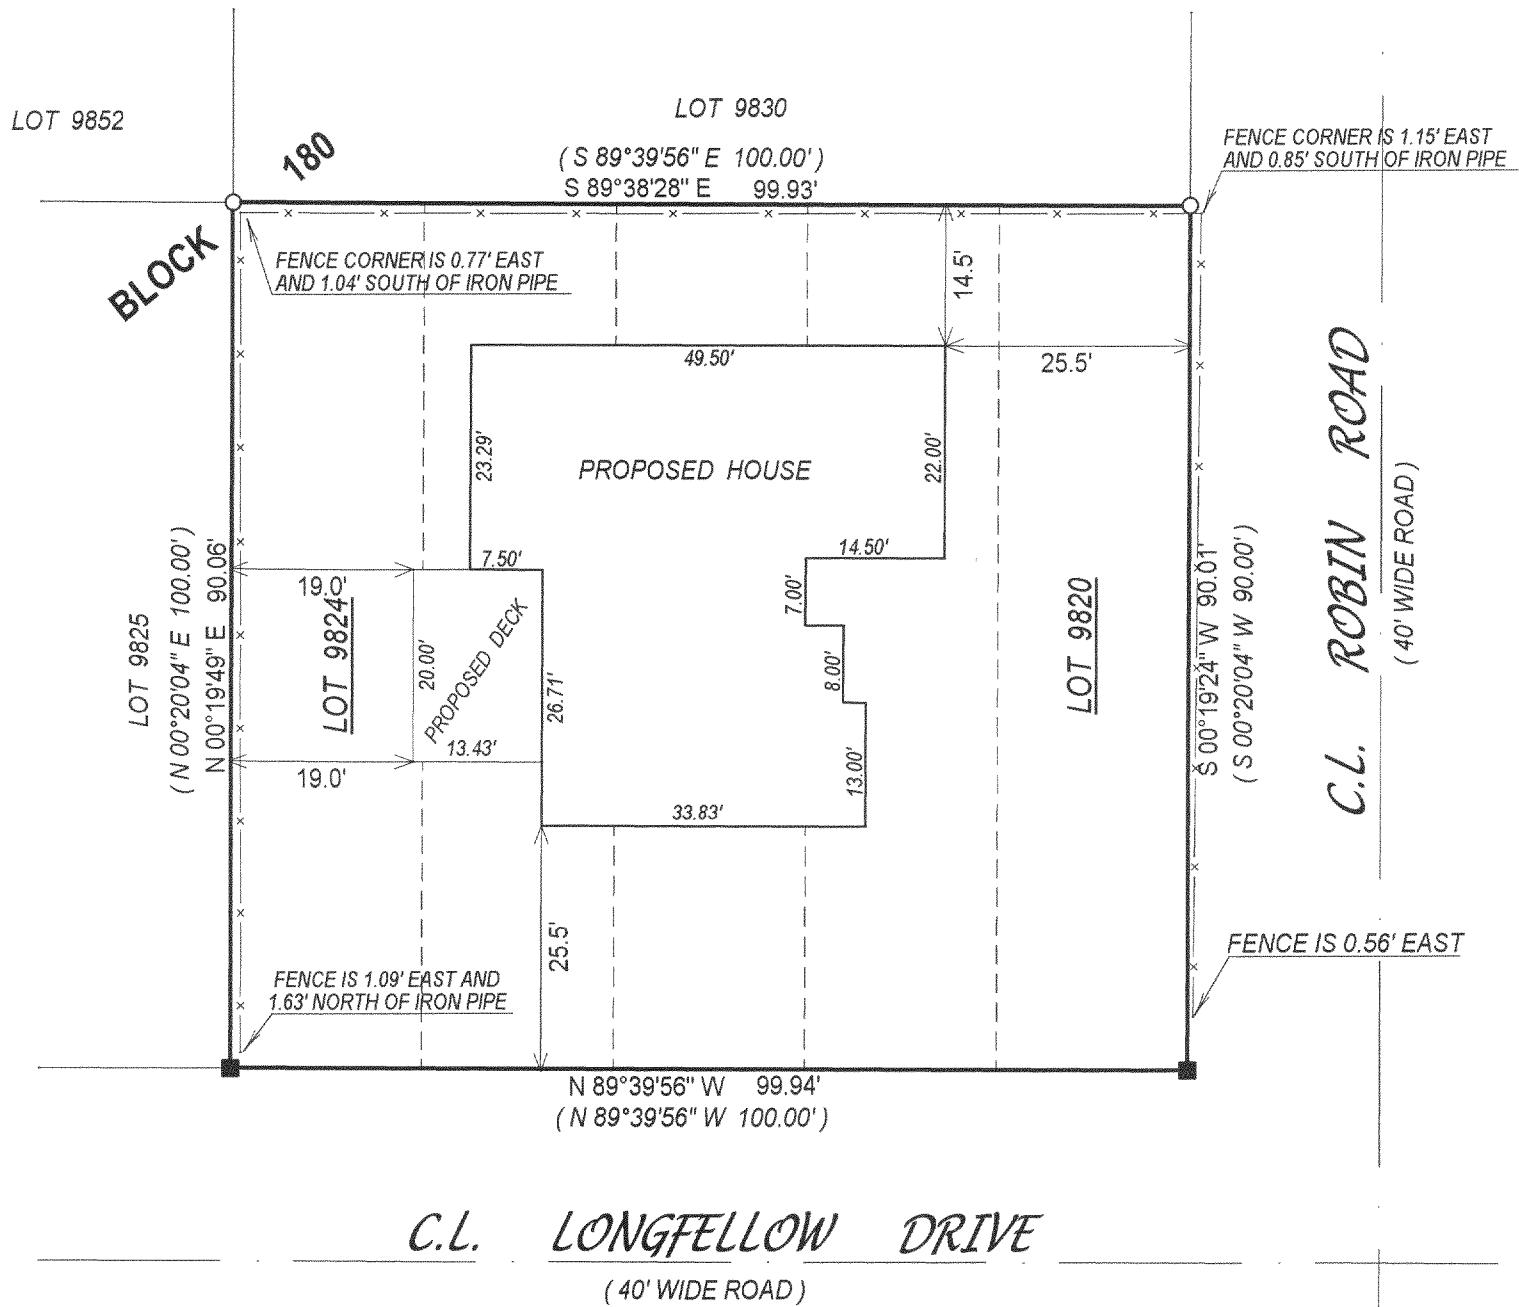 LOT 9852
LOT 9830
180
BLOCK
( S 89°39'56" E 100.00' )
S 89°38'28" E 99.93'
FENCE CORNER IS 1.15' EAST
AND 0.85' SOUTH OF IRON PIPE
FENCE CORNER IS 0.77' EAST
AND 1.04' SOUTH OF IRON PIPE
14.5'
25.5'
49.50'
23.29'
PROPOSED HOUSE
22.00'
7.50'
14.50'
7.00'
8.00'
13.00'
33.83'
26.71'
19.0'
LOT 9824
20.00'
PROPOSED DECK
13.43'
19.0'
LOT 9825
( N 00°20'04" E 100.00' )
N 00°19'49" E 90.06'
LOT 9820
S 00°19'24" W 90.01'
( S 00°20'04" W 90.00' )
C.L. ROBIN ROAD
( 40' WIDE ROAD )
25.5'
FENCE IS 0.56' EAST
FENCE IS 1.09' EAST AND
1.63' NORTH OF IRON PIPE
N 89°39'56" W 99.94'
( N 89°39'56" W 100.00' )
C.L. LONGFELLOW DRIVE
( 40' WIDE ROAD )